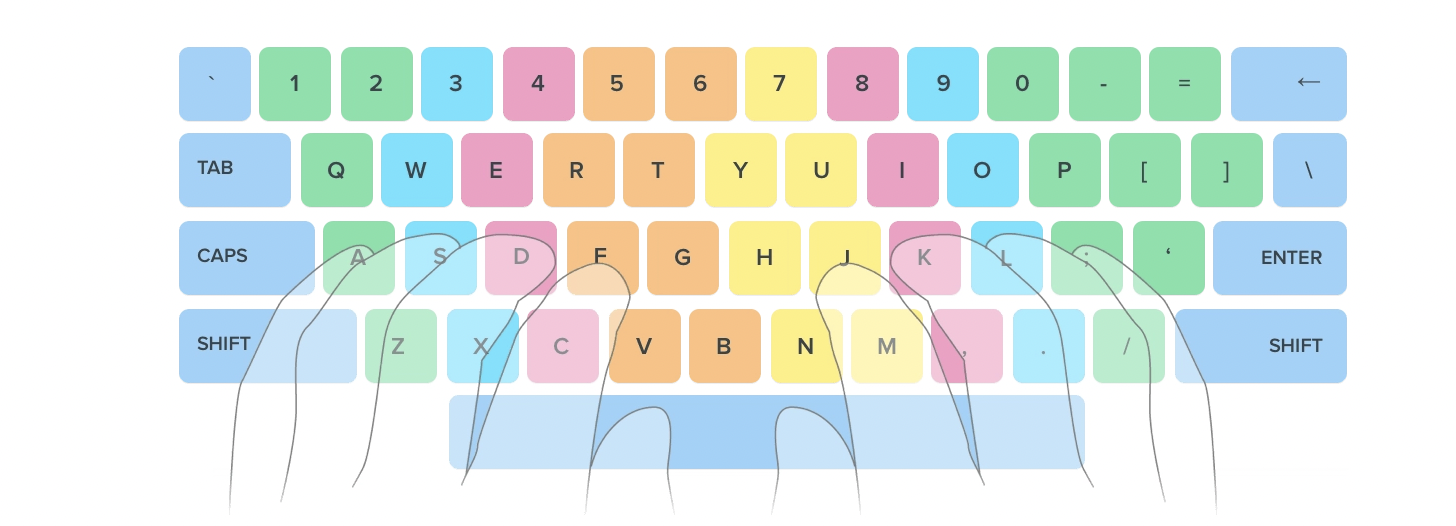 ` 1 2 3 4 5 6 7 8 9 0 - = ←
TAB Q W E R T Y U I O P [ ] \
CAPS A S D F G H J K L ; ‘ ENTER
SHIFT Z X C V B N M , . / SHIFT